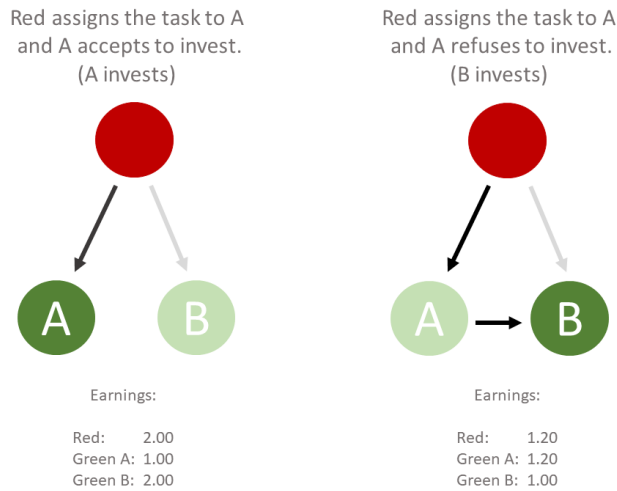 Red assigns the task to A
and A accepts to invest.
(A invests)
A
B
Earnings:
Red: 2.00
Green A: 1.00
Green B: 2.00
Red assigns the task to A
and A refuses to invest.
(B invests)
A
B
Earnings:
Red: 1.20
Green A: 1.20
Green B: 1.00